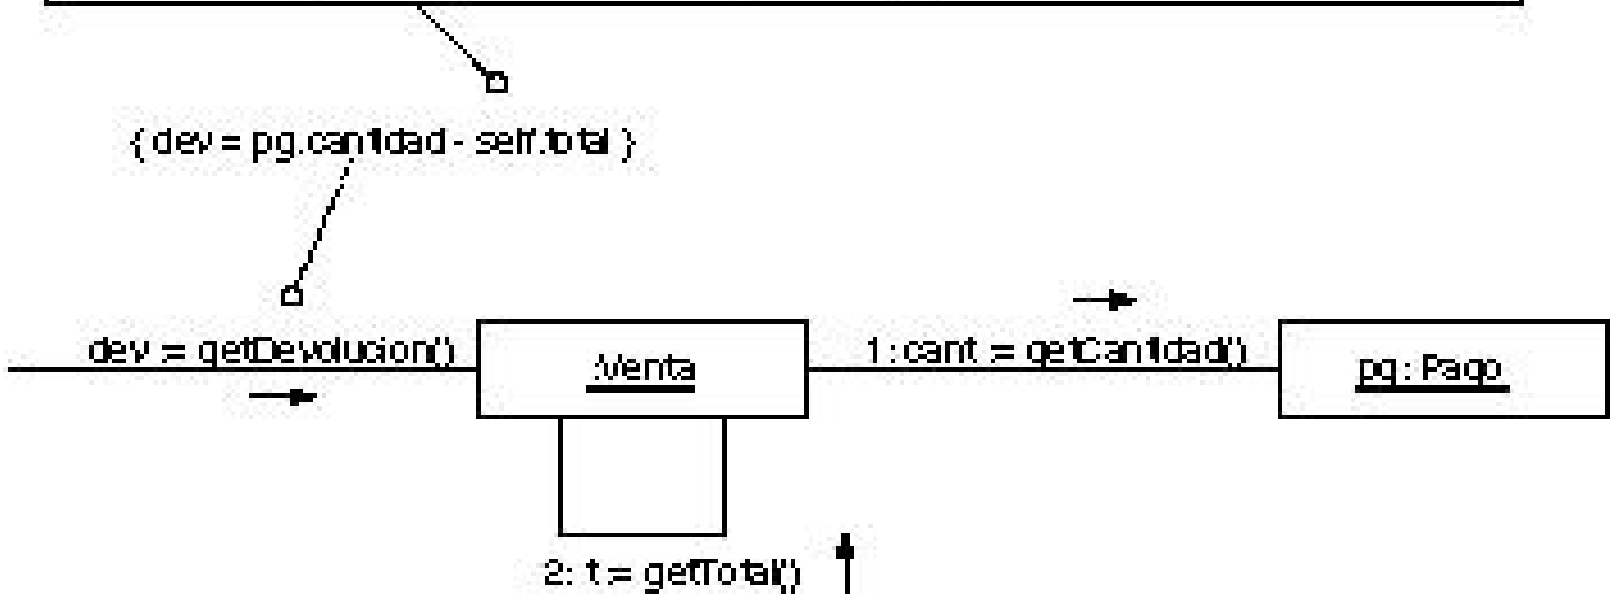 { dev = pg.cantidad - self.total }
dev := getDevolucion()
:Venta
1: cant := getCantidad()
pg : Pago
2: t := getTotal()